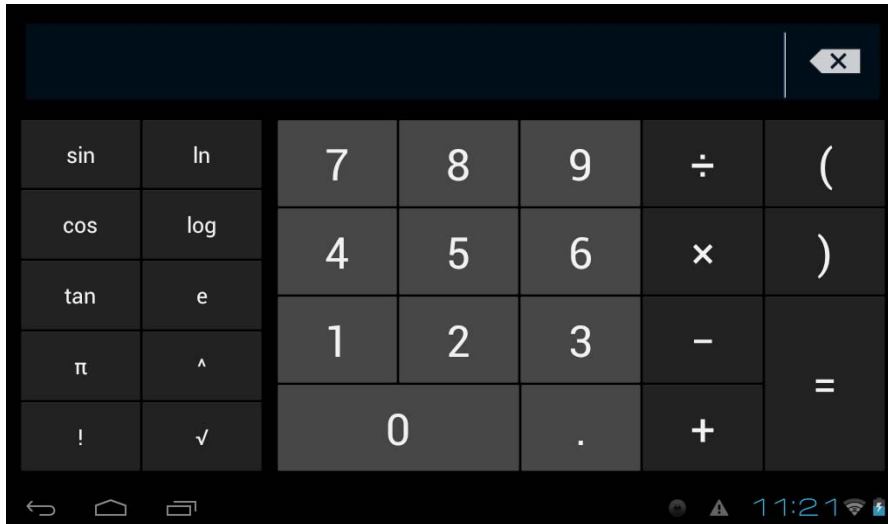 sin ln 7 8 9 ÷ (
cos log 4 5 6 × )
tan e 1 2 3 − =
π ^ 0 . +
! √
11:21